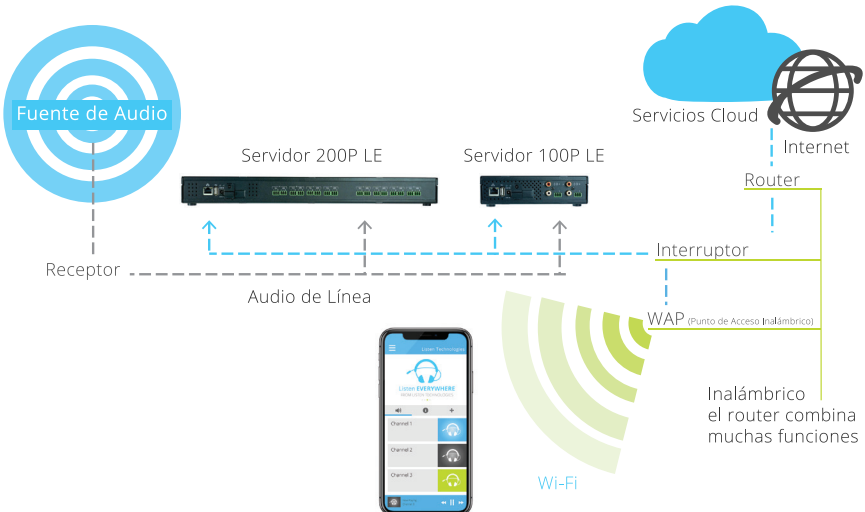 Fuente de Audio
Servicios Cloud
Internet
Servidor 200P LE
Servidor 100P LE
Router
Interruptor
Receptor
Audio de Línea
WAP (Punto de Acceso Inalámbrico)
Listen Technologies
Listen EVERYWHERE
Channel 1
Channel 2
Channel 3
Inalámbrico
el router combina
muchas funciones
Wi-Fi